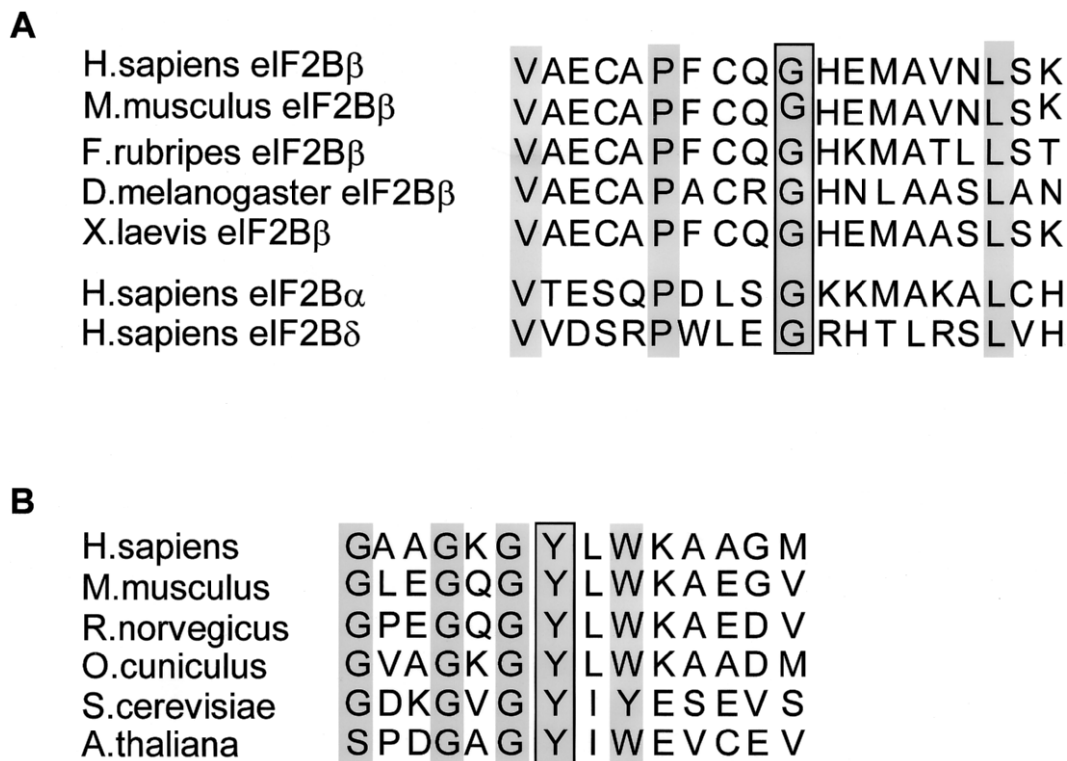 A
H.sapiens eIF2Bβ VAECAPFCQGHEMAVNLSK
M.musculus eIF2Bβ VAECAPFCQGHEMAVNLSK
F.rubripes eIF2Bβ VAECAPFCQGHKMATLLST
D.melanogaster eIF2Bβ VAECAPACRGHNLAASLAN
X.laevis eIF2Bβ VAECAPFCQGHEMAASLSK
H.sapiens eIF2Bα VTESQPDLSGKKMAKALCH
H.sapiens eIF2Bδ VVDSRPWLEGRHTLRSLVH
B
H.sapiens GAAGKGYLWKAAGM
M.musculus GLEGQGYLWKAEGV
R.norvegicus GPEGQGYLWKAEDV
O.cuniculus GVAGKGYLWKAADM
S.cerevisiae GDKGVGYIYESEVS
A.thaliana SPDGAGYIWEVCEV